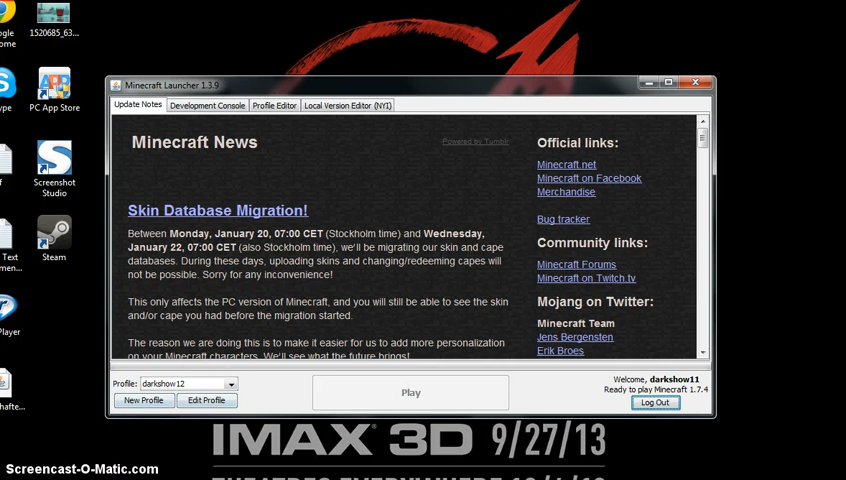 1520685_63...
ype
PC App Store
Screenshot
Studio
Text
Steam
Player
Minecraft Launcher 1.3.9
Update Notes
Development Console
Profile Editor
Local Version Editor (NYI)
Minecraft News
Powered by Tumblr
Skin Database Migration!
Between Monday, January 20, 07:00 CET (Stockholm time) and Wednesday,
January 22, 07:00 CET (also Stockholm time), we'll be migrating our skin and cape
databases. During these days, uploading skins and changing/redeeming capes will
not be possible. Sorry for any inconvenience!
This only affects the PC version of Minecraft, and you will still be able to see the skin
and/or cape you had before the migration started.
The reason we are doing this is to make it easier for us to add more personalization
on your Minecraft characters. We'll see what the future brings!
Official links:
Minecraft.net
Minecraft on Facebook
Merchandise
Bug tracker
Community links:
Minecraft Forums
Minecraft on Twitch.tv
Mojang on Twitter:
Minecraft Team
Jens Bergensten
Erik Broes
Profile: darkshow12
New Profile
Edit Profile
Play
Welcome, darkshow11
Ready to play Minecraft 1.7.4
Log Out
IMAX 3D 9/27/13
Screencast-O-Matic.com